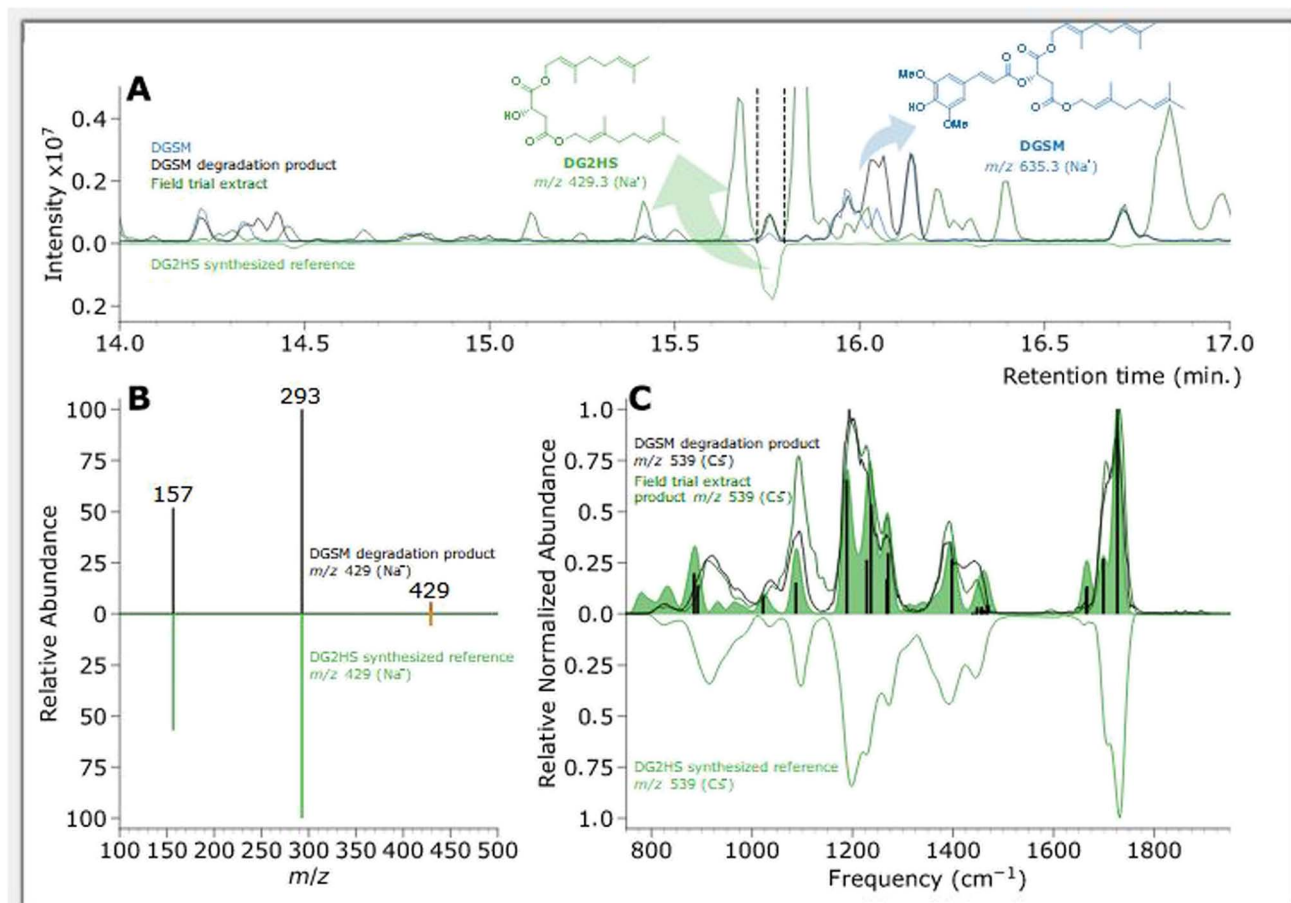 A
Intensity x10⁷
0.4
0.2
0.0
0.2
DGSM
DGSM degradation product
Field trial extract
DG2HS synthesized reference
O
O
HO
O
O
DG2HS
m/z 429.3 (Na⁺)
MeO
HO
OMe
O
O
O
O
O
O
DGSM
m/z 635.3 (Na⁺)
14.0 14.5 15.0 15.5 16.0 16.5 17.0
Retention time (min.)
B
Relative Abundance
100
75
50
25
0
25
50
75
100
293
157
DGSM degradation product
m/z 429 (Na⁺)
429
DG2HS synthesized reference
m/z 429 (Na⁺)
100 150 200 250 300 350 400 450 500
m/z
C
Relative Normalized Abundance
1.0
0.75
0.5
0.25
0.0
0.25
0.5
0.75
1.0
DGSM degradation product
m/z 539 (Cs⁺)
Field trial extract
product m/z 539 (Cs⁺)
DG2HS synthesized reference
m/z 539 (Cs⁺)
800 1000 1200 1400 1600 1800
Frequency (cm⁻¹)